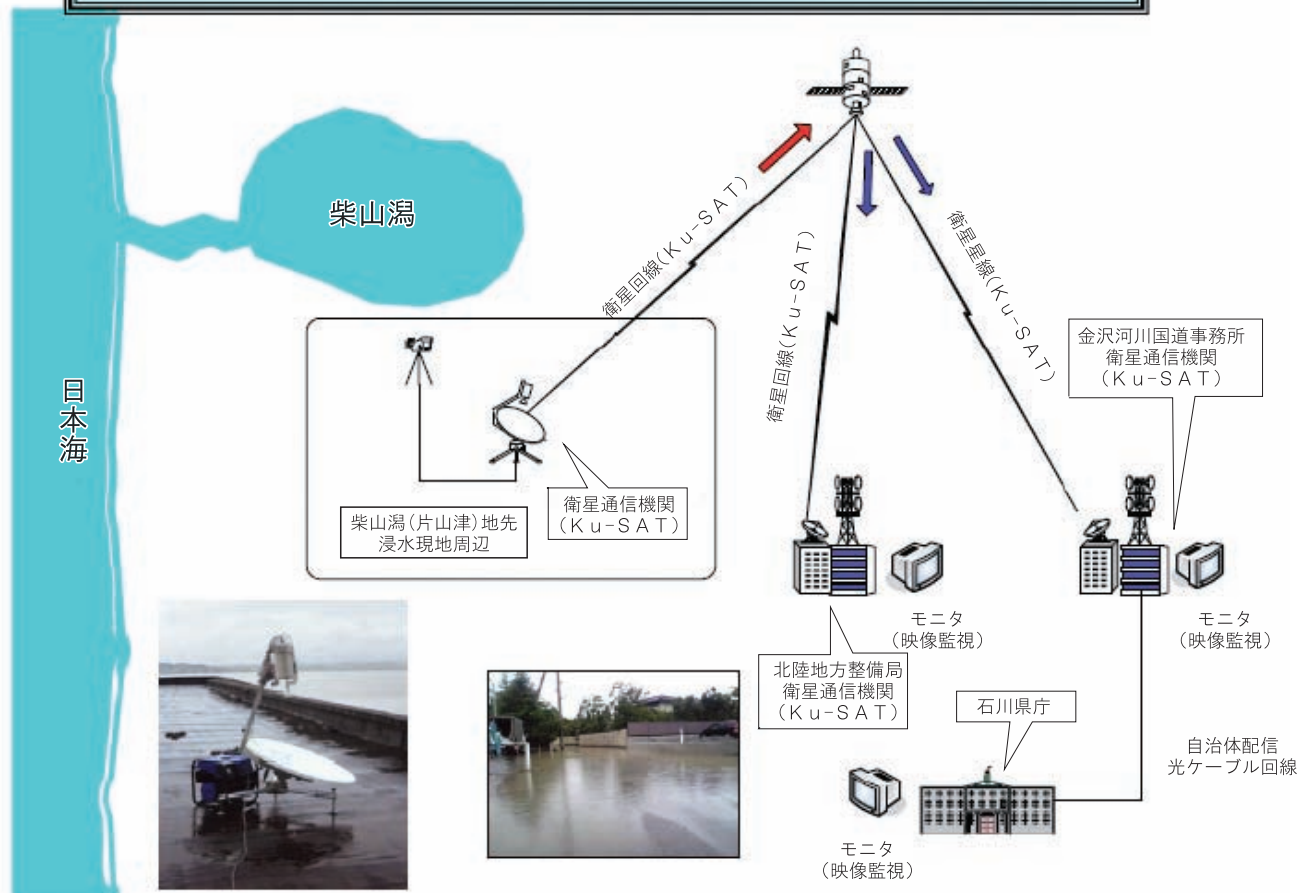 柴山潟
日本海
衛星回線(Ku-SAT)
衛星回線(Ku-SAT)
衛星星線(Ku-SAT)
金沢河川国道事務所
衛星通信機関
(Ku-SAT)
衛星通信機関
(Ku-SAT)
柴山潟(片山津)地先
浸水現地周辺
モニタ
(映像監視)
モニタ
(映像監視)
北陸地方整備局
衛星通信機関
(Ku-SAT)
石川県庁
自治体配信
光ケーブル回線
モニタ
(映像監視)